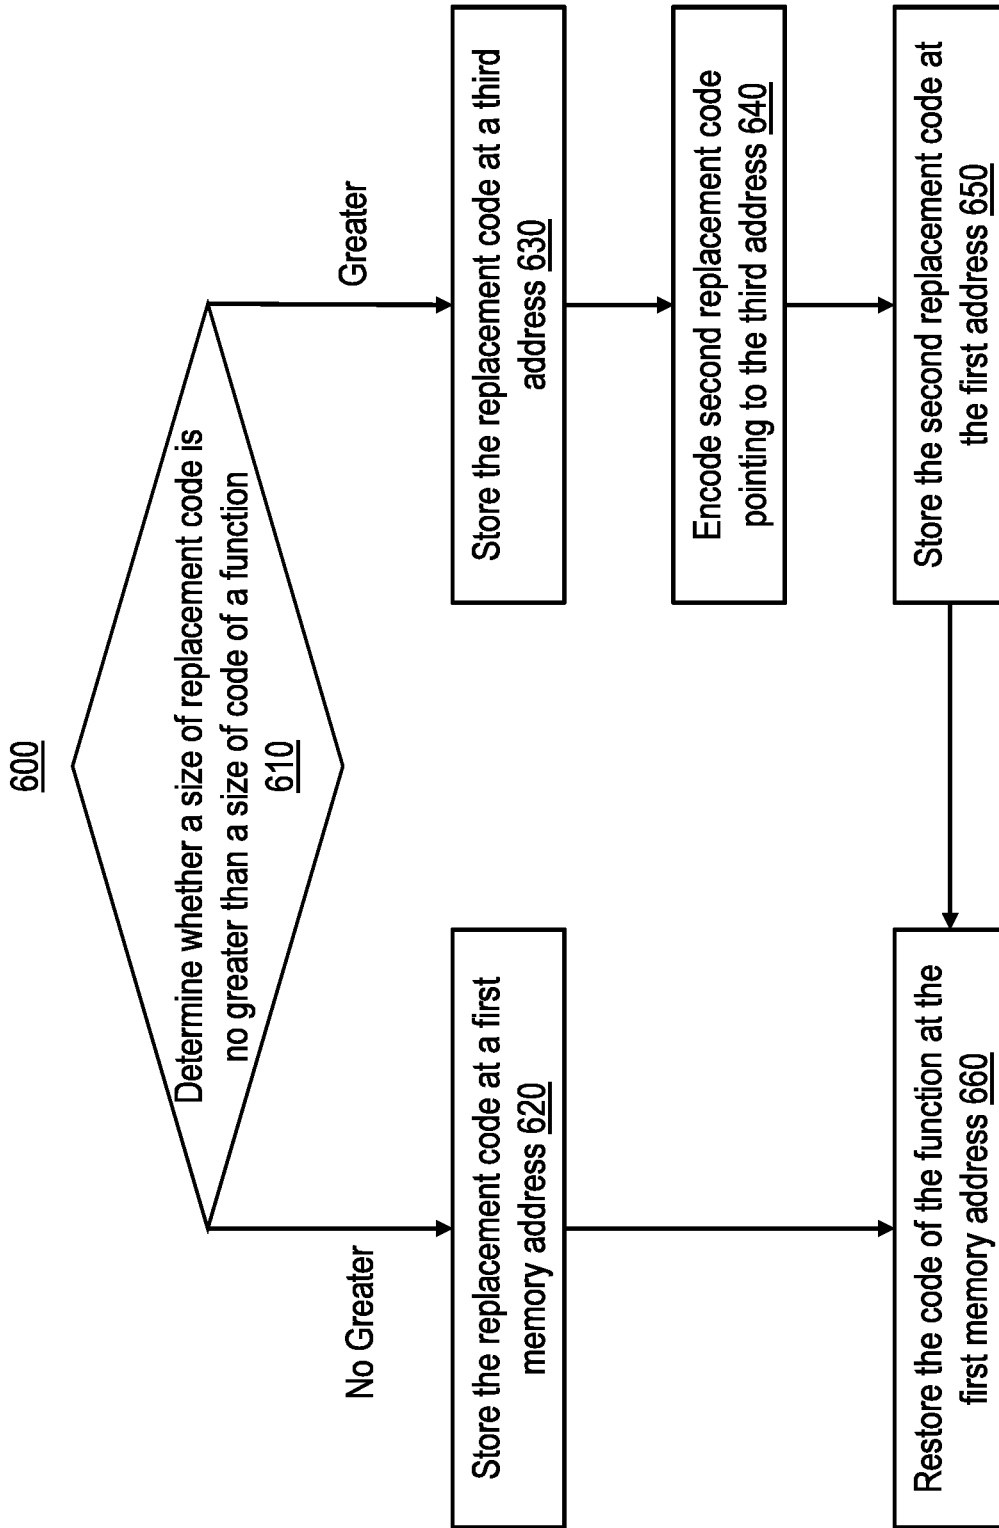 600
Determine whether a size of replacement code is
no greater than a size of code of a function
610
No Greater
Greater
Store the replacement code at a first
memory address 620
Store the replacement code at a third
address 630
Encode second replacement code
pointing to the third address 640
Store the second replacement code at
the first address 650
Restore the code of the function at the
first memory address 660